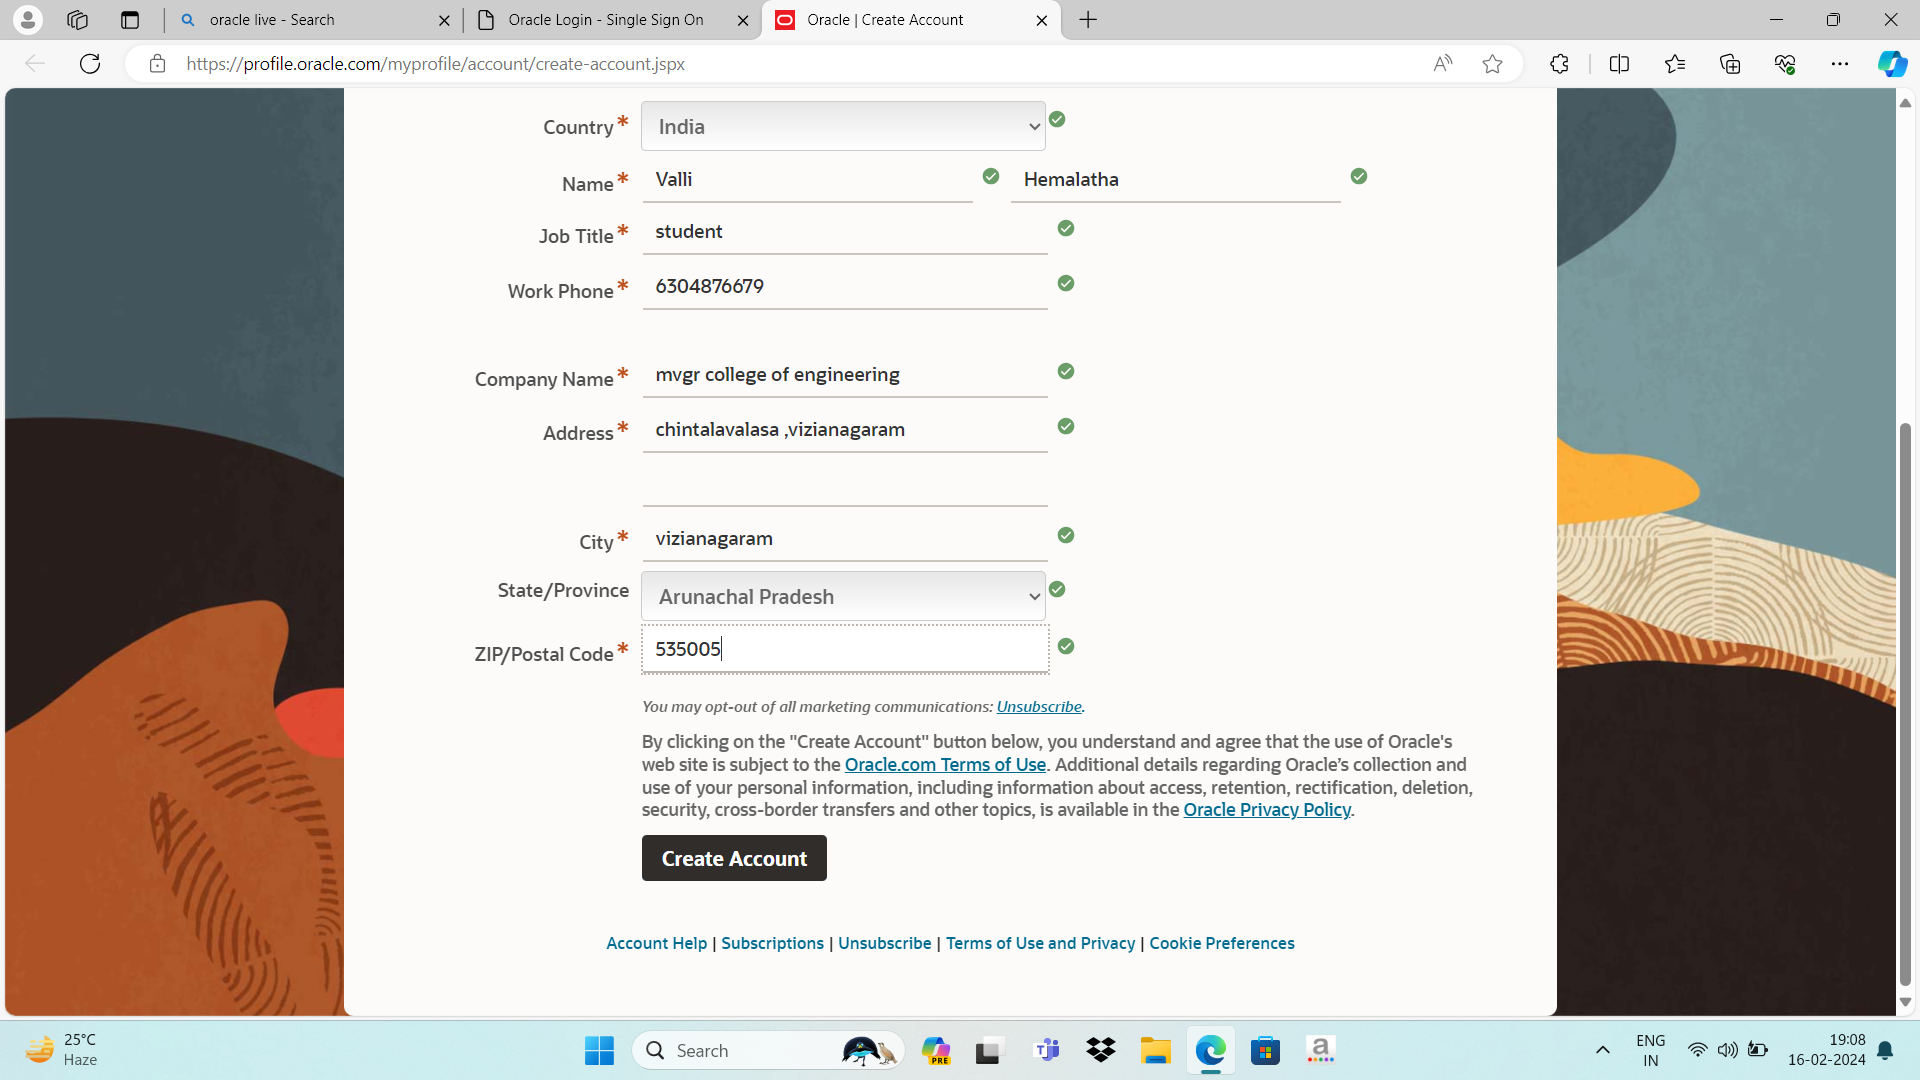 oracle live - Search
Oracle Login - Single Sign On
Oracle | Create Account
https://profile.oracle.com/myprofile/account/create-account.jspx
Country* India
Name* Valli Hemalatha
Job Title* student
Work Phone* 6304876679
Company Name* mvgr college of engineering
Address* chintalavalasa ,vizianagaram
City* vizianagaram
State/Province Arunachal Pradesh
ZIP/Postal Code* 535005
You may opt-out of all marketing communications: Unsubscribe.
By clicking on the "Create Account" button below, you understand and agree that the use of Oracle's
web site is subject to the Oracle.com Terms of Use. Additional details regarding Oracle’s collection and
use of your personal information, including information about access, retention, rectification, deletion,
security, cross-border transfers and other topics, is available in the Oracle Privacy Policy.
Create Account
Account Help | Subscriptions | Unsubscribe | Terms of Use and Privacy | Cookie Preferences
25°C
Haze
Search
PRE
a
ENG
IN
19:08
16-02-2024